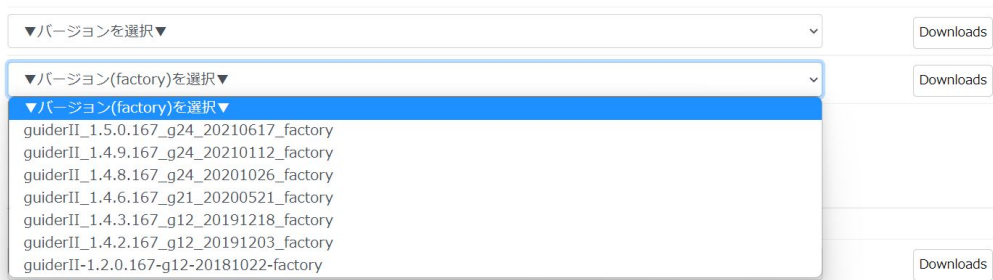 ▼バージョンを選択▼
Downloads
▼バージョン(factory)を選択▼
Downloads
▼バージョン(factory)を選択▼
guiderII_1.5.0.167_g24_20210617_factory
guiderII_1.4.9.167_g24_20210112_factory
guiderII_1.4.8.167_g24_20201026_factory
guiderII_1.4.6.167_g21_20200521_factory
guiderII_1.4.3.167_g12_20191218_factory
guiderII_1.4.2.167_g12_20191203_factory
guiderII-1.2.0.167-g12-20181022-factory
Downloads